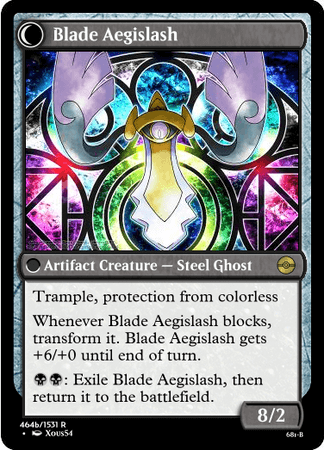 Blade Aegislash
Artifact Creature — Steel Ghost
Trample, protection from colorless
Whenever Blade Aegislash blocks,
transform it. Blade Aegislash gets
+6/+0 until end of turn.
: Exile Blade Aegislash, then
return it to the battlefield.
8/2
464b/1531 R
• Xous54
681-B